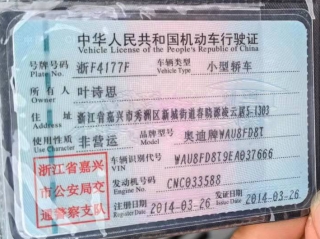 中华人民共和国机动车行驶证
Vehicle License of the People's Republic of China
号牌号码 浙F4177F 车辆类型 小型轿车
Plate No. Vehicle Type
所有人 叶诗思
Owner
住址 浙江省嘉兴市秀洲区新城街道春晓港凌云居5-1303
Address
使用性质 非营运 品牌型号 奥迪牌WAU8FD8T
Use Character Model
浙江省嘉兴市公安局交通警察支队
车辆识别代号 WAU8FD8T9EA037666
VIN
发动机号码 CNC033588
Engine No.
注册日期 2014-03-26 发证日期 2014-03-26
Register Date Issue Date